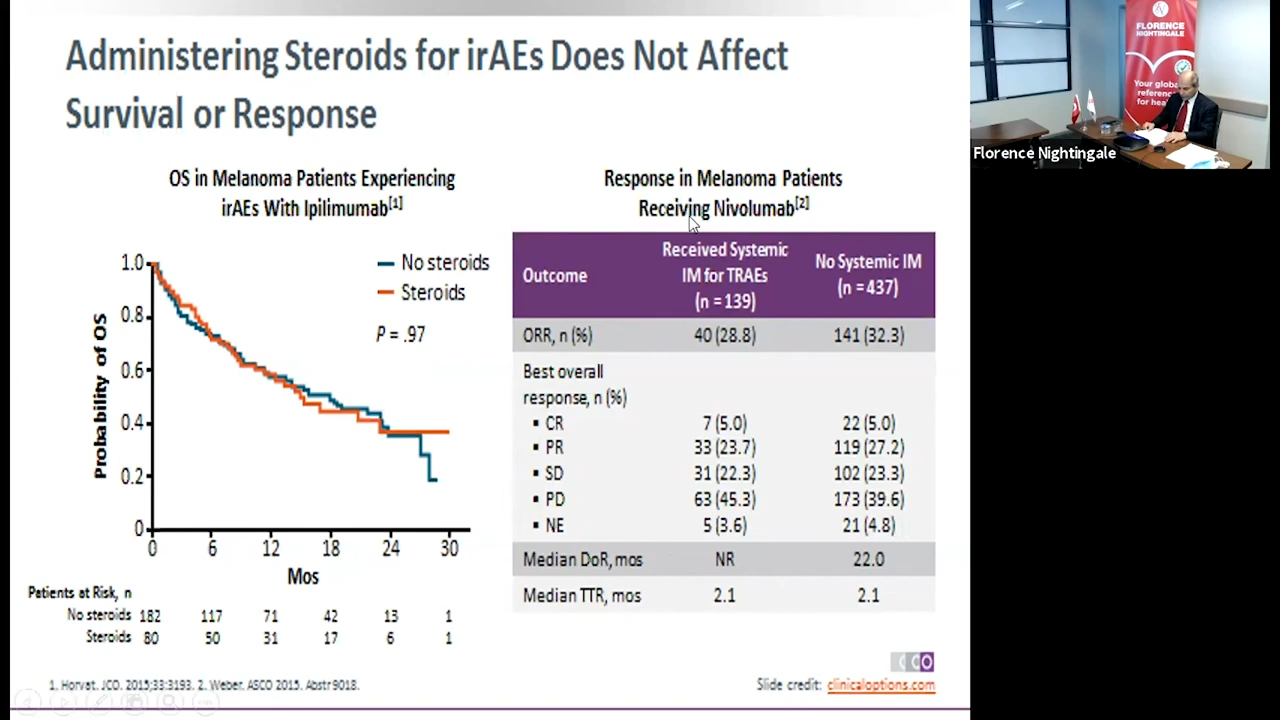 Administering Steroids for irAEs Does Not Affect
Survival or Response
OS in Melanoma Patients Experiencing
irAEs With Ipilimumab[1]
1.0
0.8
0.6
0.4
0.2
0
Probability of OS
No steroids
Steroids
P = .97
0 6 12 18 24 30
Mos
Patients at Risk, n
No steroids 182 117 71 42 13 1
Steroids 80 50 31 17 6 1
Response in Melanoma Patients
Receiving Nivolumab[2]
Outcome
Received Systemic
IM for TRAEs
(n = 139)
No Systemic IM
(n = 437)
ORR, n (%) 40 (28.8) 141 (32.3)
Best overall
response, n (%)
▪ CR 7 (5.0) 22 (5.0)
▪ PR 33 (23.7) 119 (27.2)
▪ SD 31 (22.3) 102 (23.3)
▪ PD 63 (45.3) 173 (39.6)
▪ NE 5 (3.6) 21 (4.8)
Median DoR, mos NR 22.0
Median TTR, mos 2.1 2.1
CCO
1. Horvat. JCO. 2015;33:3193. 2. Weber. ASCO 2015. Abstr 9018.
Slide credit: clinicaloptions.com
FLORENCE
NIGHTINGALE
Your global
reference
for
Florence Nightingale